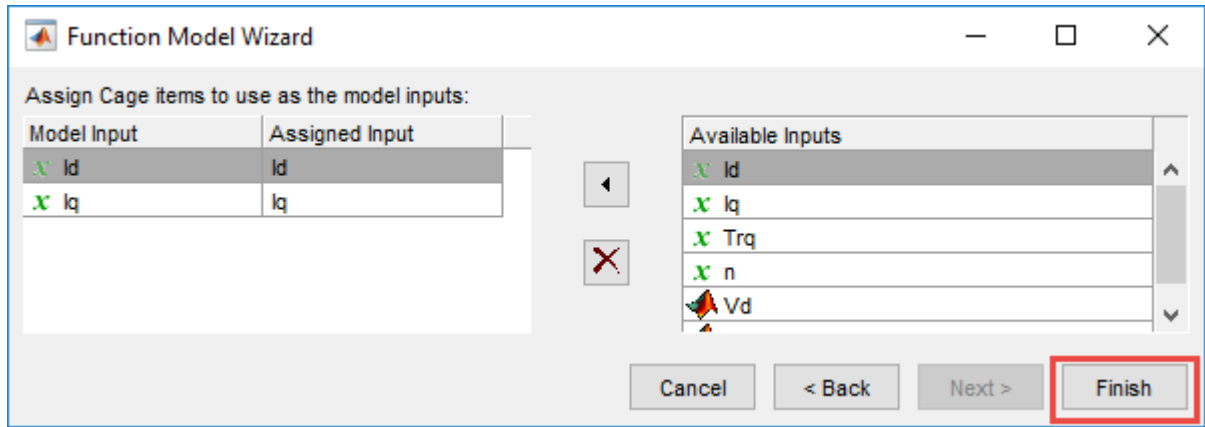 Function Model Wizard
Assign Cage items to use as the model inputs:
Model Input Assigned Input
x Id Id
x Iq Iq
Available Inputs
x Id
x Iq
x Trq
x n
Vd
Cancel < Back Next > Finish